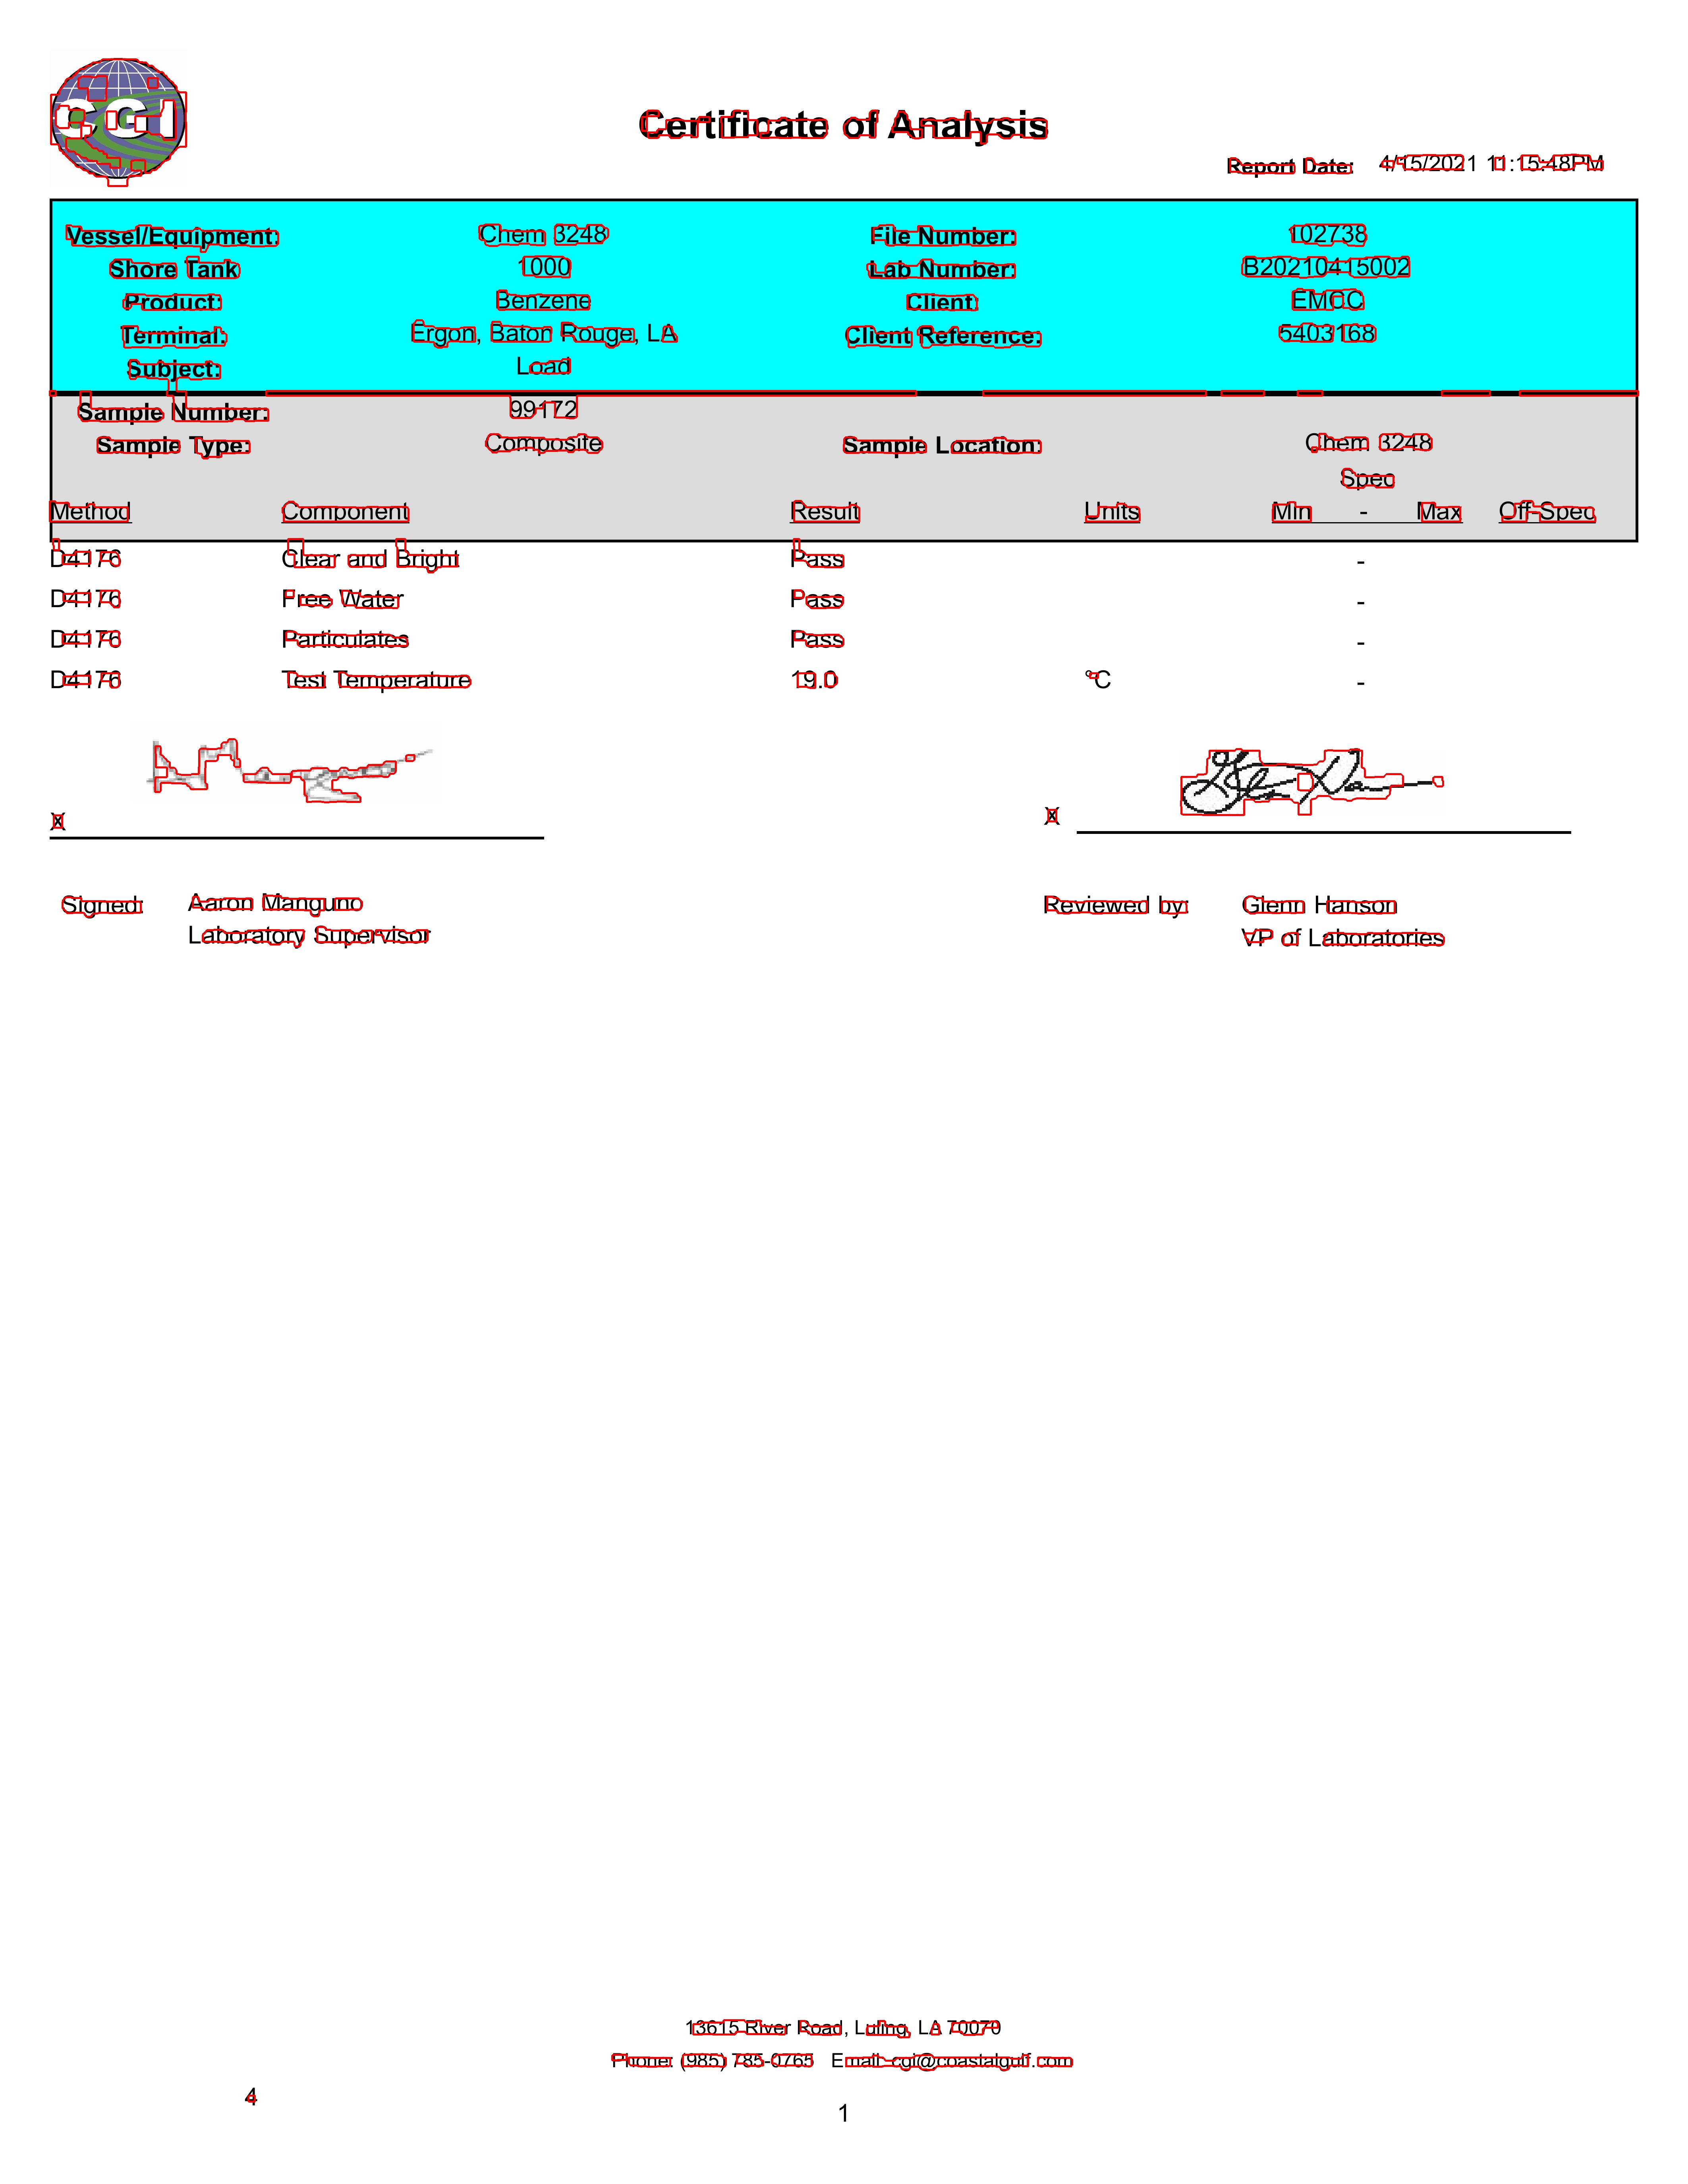 CGI
Certificate of Analysis
Report Date: 4/15/2021 11:15:48PM
Vessel/Equipment: Chem 3248 File Number: 102738
Shore Tank 1000 Lab Number: B20210415002
Product: Benzene Client: EMCC
Terminal: Ergon, Baton Rouge, LA Client Reference: 5403168
Subject: Load
Sample Number: 99172
Sample Type: Composite Sample Location: Chem 3248
Spec
Method Component Result Units Min - Max Off-Spec
D4176 Clear and Bright Pass -
D4176 Free Water Pass -
D4176 Particulates Pass -
D4176 Test Temperature 19.0 °C -
X X
Signed: Aaron Manguno Reviewed by: Glenn Hanson
Laboratory Supervisor VP of Laboratories
13615 River Road, Luling, LA 70070
Phone: (985) 785-0765 Email: cgi@coastalgulf.com
4
1